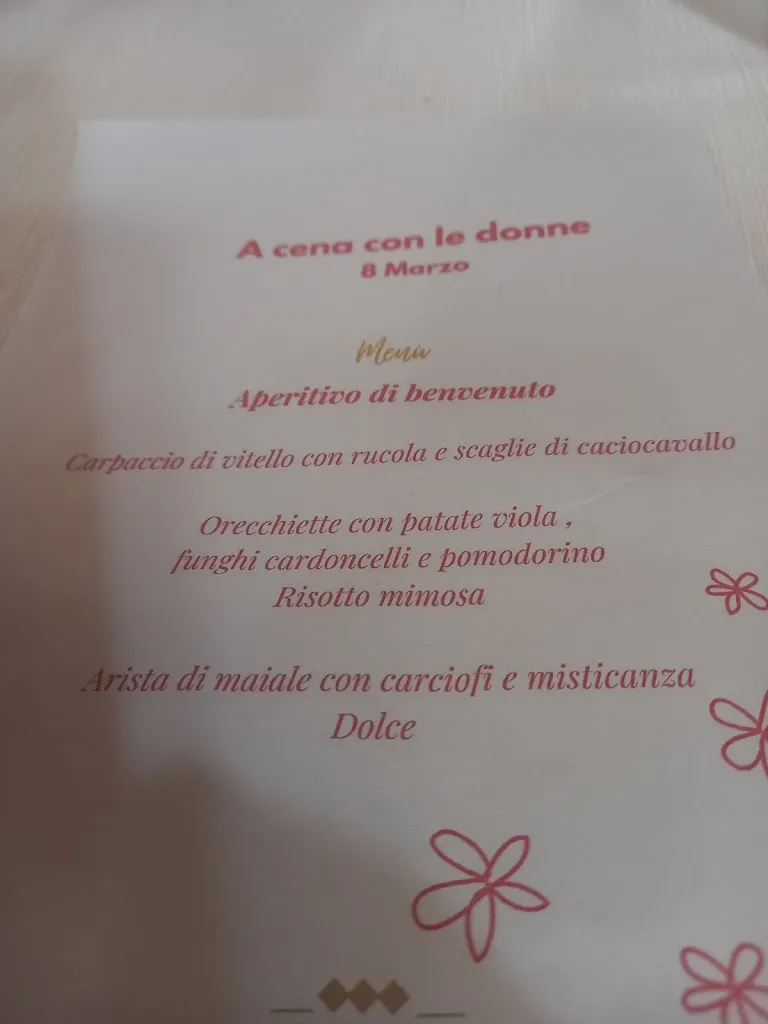 A cena con le donne
8 Marzo
Menù
Aperitivo di benvenuto
Carpaccio di vitello con rucola e scaglie di caciocavallo
Orecchiette con patate viola ,
funghi cardoncelli e pomodorino
Risotto mimosa
Arista di maiale con carciofi e misticanza
Dolce